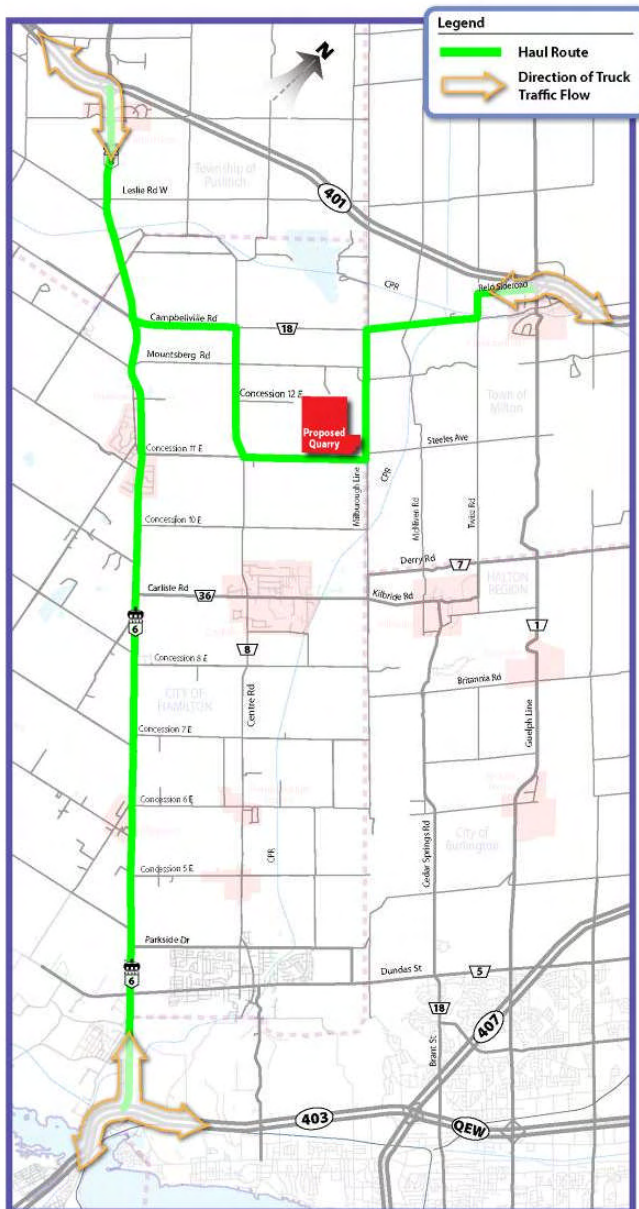 Legend
Haul Route
Direction of Truck
Traffic Flow
N
Township of
Puslinch
Leslie Rd W
401
CPR
Relo Sideroad
Campbellville Rd
18
Mountsberg Rd
Town of
Milton
Concession 12 E
Proposed
Quarry
Concession 11 E
Steeles Ave
Milburough Line
CPR
McNiven Rd
Twiss Rd
Concession 10 E
Derry Rd
7
Carlisle Rd
36
Kilbride Rd
HALTON
REGION
6
1
8
Concession 8 E
Centre Rd
Britannia Rd
CITY OF
HAMILTON
Guelph Line
Concession 7 E
Concession 6 E
Cedar Springs Rd
City of
Burlington
CPR
Concession 5 E
Parkside Dr
6
Dundas St
5
18
407
Brant St
403
QEW